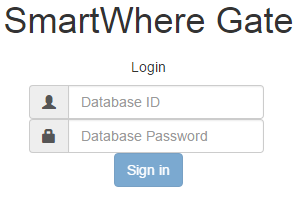 SmartWhere Gate
Login
Database ID
Database Password
Sign in